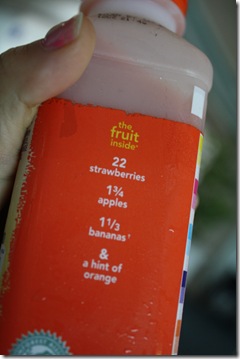 the
fruit
inside*
22
strawberries
1¾
apples
1⅓
bananas†
&
a hint of
orange